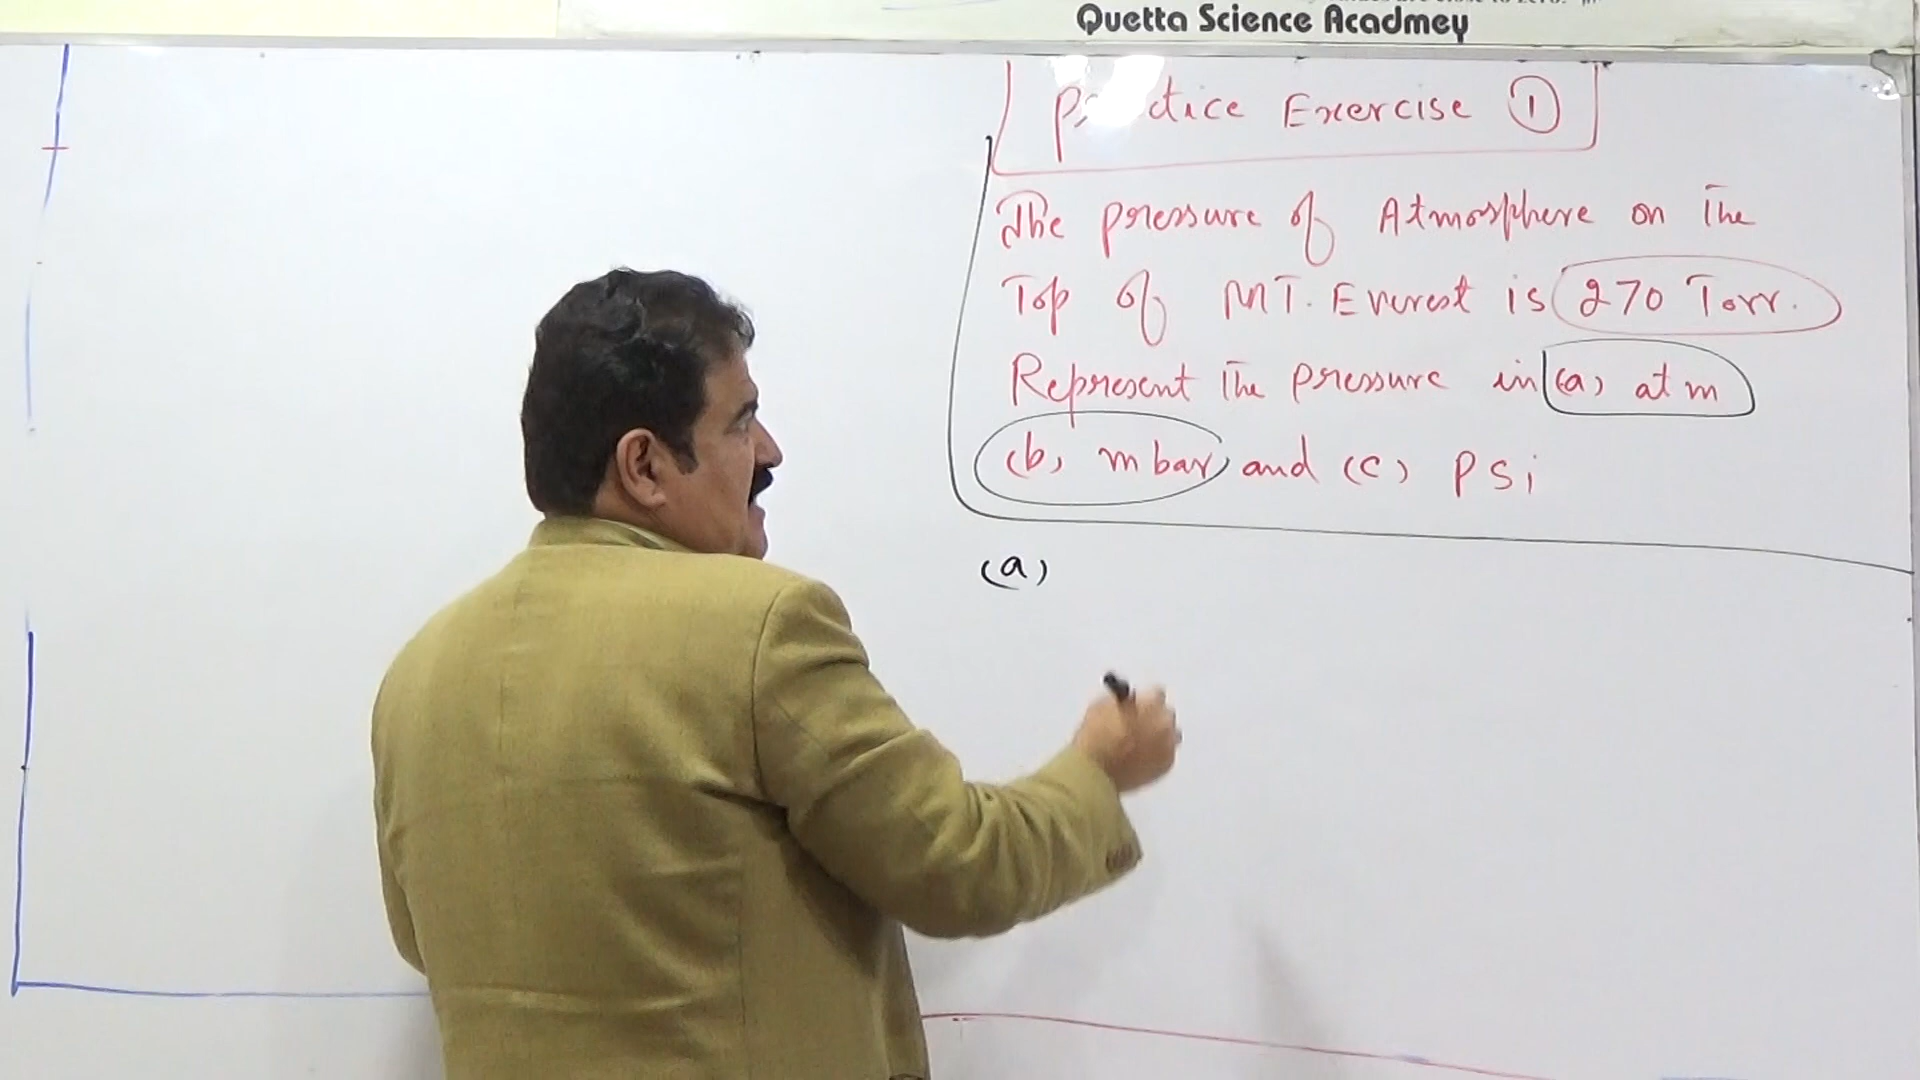 Quetta Science Acadmey
Practice Exercise 1
The pressure of Atmosphere on The
Top of MT. Everest is 270 Torr.
Represent The pressure in (a) atm
(b) mbar and (c) Psi
(a)